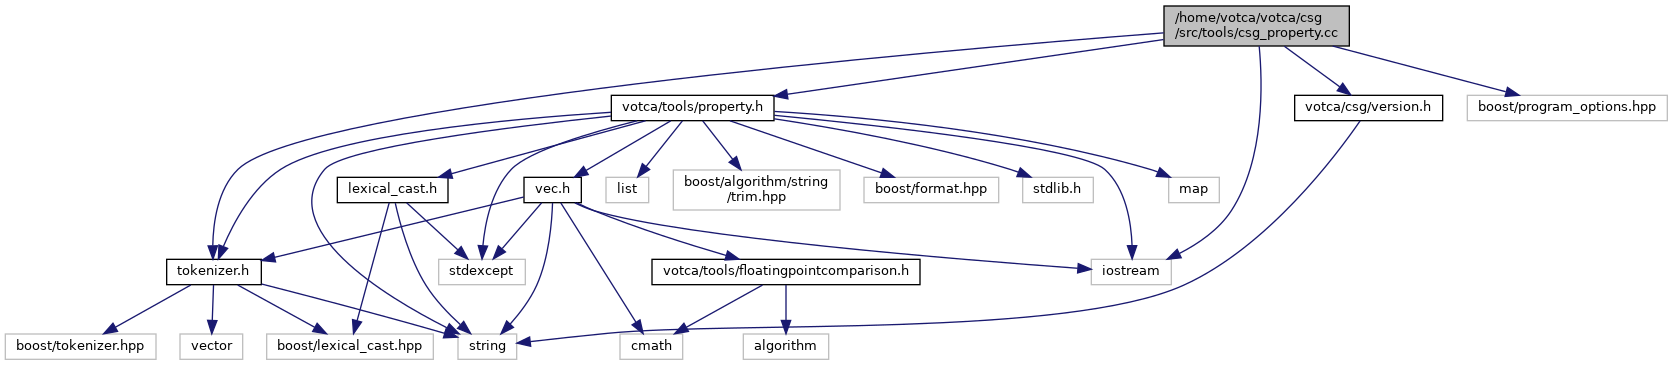 /home/votca/votca/csg
/src/tools/csg_property.cc
votca/tools/property.h
votca/csg/version.h
boost/program_options.hpp
lexical_cast.h
vec.h
list
boost/algorithm/string
/trim.hpp
boost/format.hpp
stdlib.h
map
tokenizer.h
stdexcept
votca/tools/floatingpointcomparison.h
iostream
boost/tokenizer.hpp
vector
boost/lexical_cast.hpp
string
cmath
algorithm